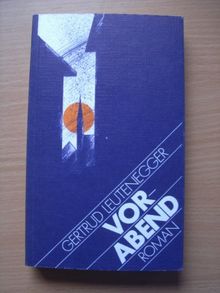 GERTRUD LEUTENEGGER
VOR-
ABEND
ROMAN